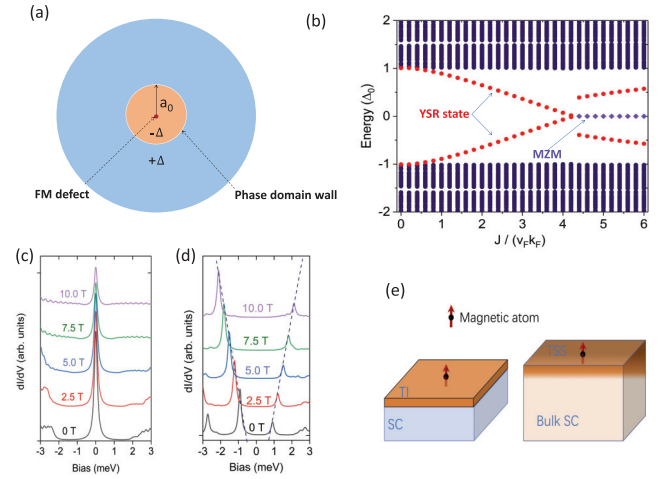 (a)
a₀
-Δ
+Δ
FM defect
Phase domain wall
(b)
Energy (Δ₀)
2
1
0
-1
-2
YSR state
MZM
0 1 2 3 4 5 6
J / (v_F k_F)
(c)
dI/dV (arb. units)
10.0 T
7.5 T
5.0 T
2.5 T
0 T
-3 -2 -1 0 1 2 3
Bias (meV)
(d)
dI/dV (arb. units)
10.0 T
7.5 T
5.0 T
2.5 T
0 T
-3 -2 -1 0 1 2 3
Bias (meV)
(e)
Magnetic atom
TI
SC
TSS
Bulk SC